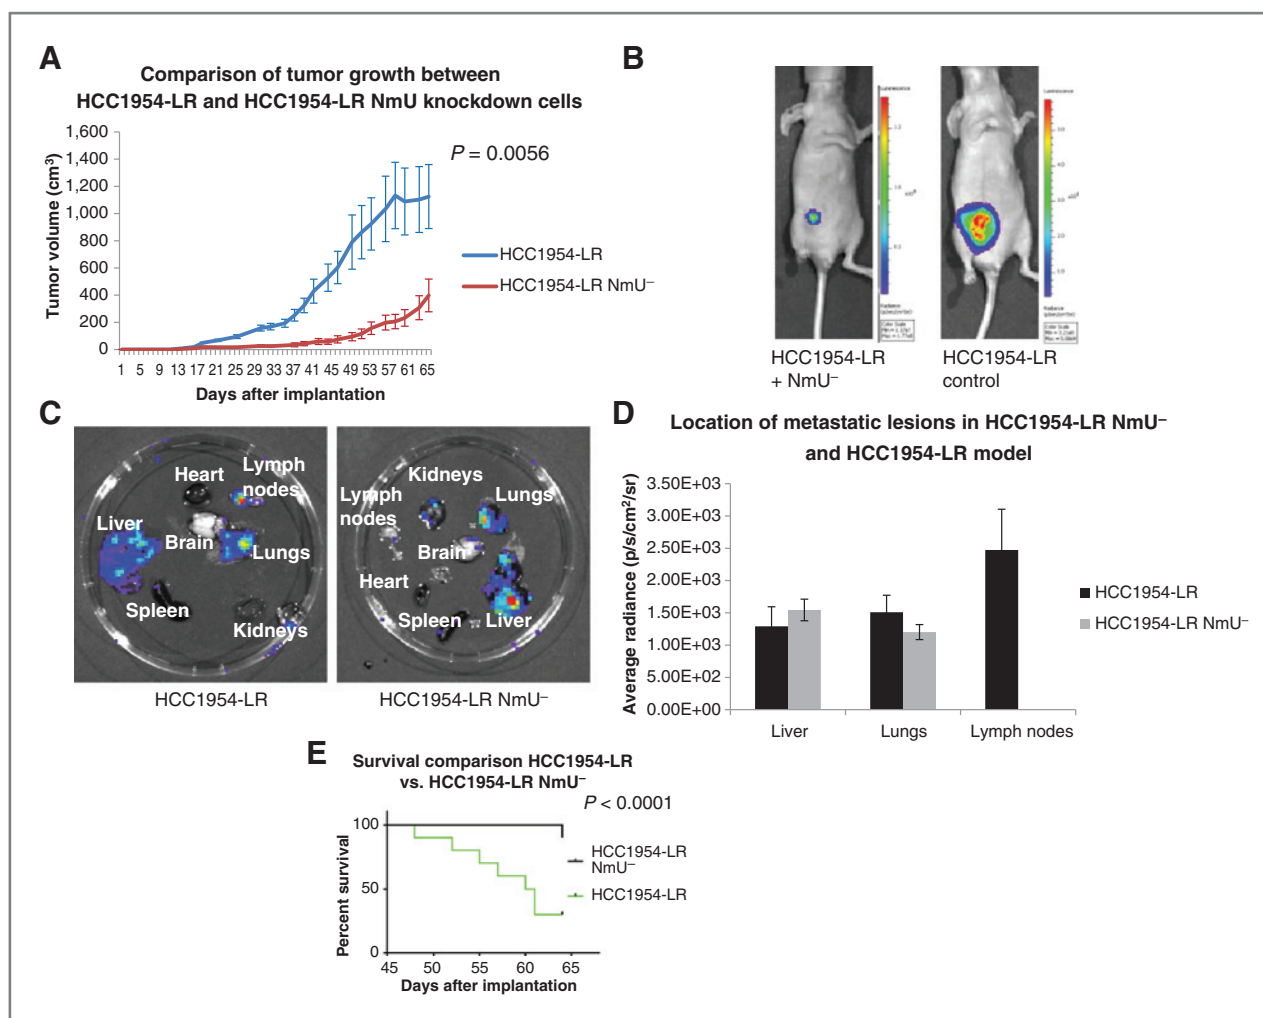 A
Comparison of tumor growth between
HCC1954-LR and HCC1954-LR NmU knockdown cells
P = 0.0056
Tumor volume (cm³)
1,600
1,400
1,200
1,000
800
600
400
200
0
1 5 9 13 17 21 25 29 33 37 41 45 49 53 57 61 65
Days after implantation
HCC1954-LR
HCC1954-LR NmU⁻
B
Luminescence
Luminescence
HCC1954-LR
+ NmU⁻
HCC1954-LR
control
C
Heart
Lymph
nodes
Liver
Brain
Lungs
Spleen
Kidneys
HCC1954-LR
Kidneys
Lymph
nodes
Lungs
Brain
Heart
Spleen
Liver
HCC1954-LR NmU⁻
D
Location of metastatic lesions in HCC1954-LR NmU⁻
and HCC1954-LR model
Average radiance (p/s/cm²/sr)
3.50E+03
3.00E+03
2.50E+03
2.00E+03
1.50E+03
1.00E+03
5.00E+02
0.00E+00
Liver Lungs Lymph nodes
HCC1954-LR
HCC1954-LR NmU⁻
E
Survival comparison HCC1954-LR
vs. HCC1954-LR NmU⁻
P < 0.0001
Percent survival
100
50
0
45 50 55 60 65
Days after implantation
HCC1954-LR
NmU⁻
HCC1954-LR